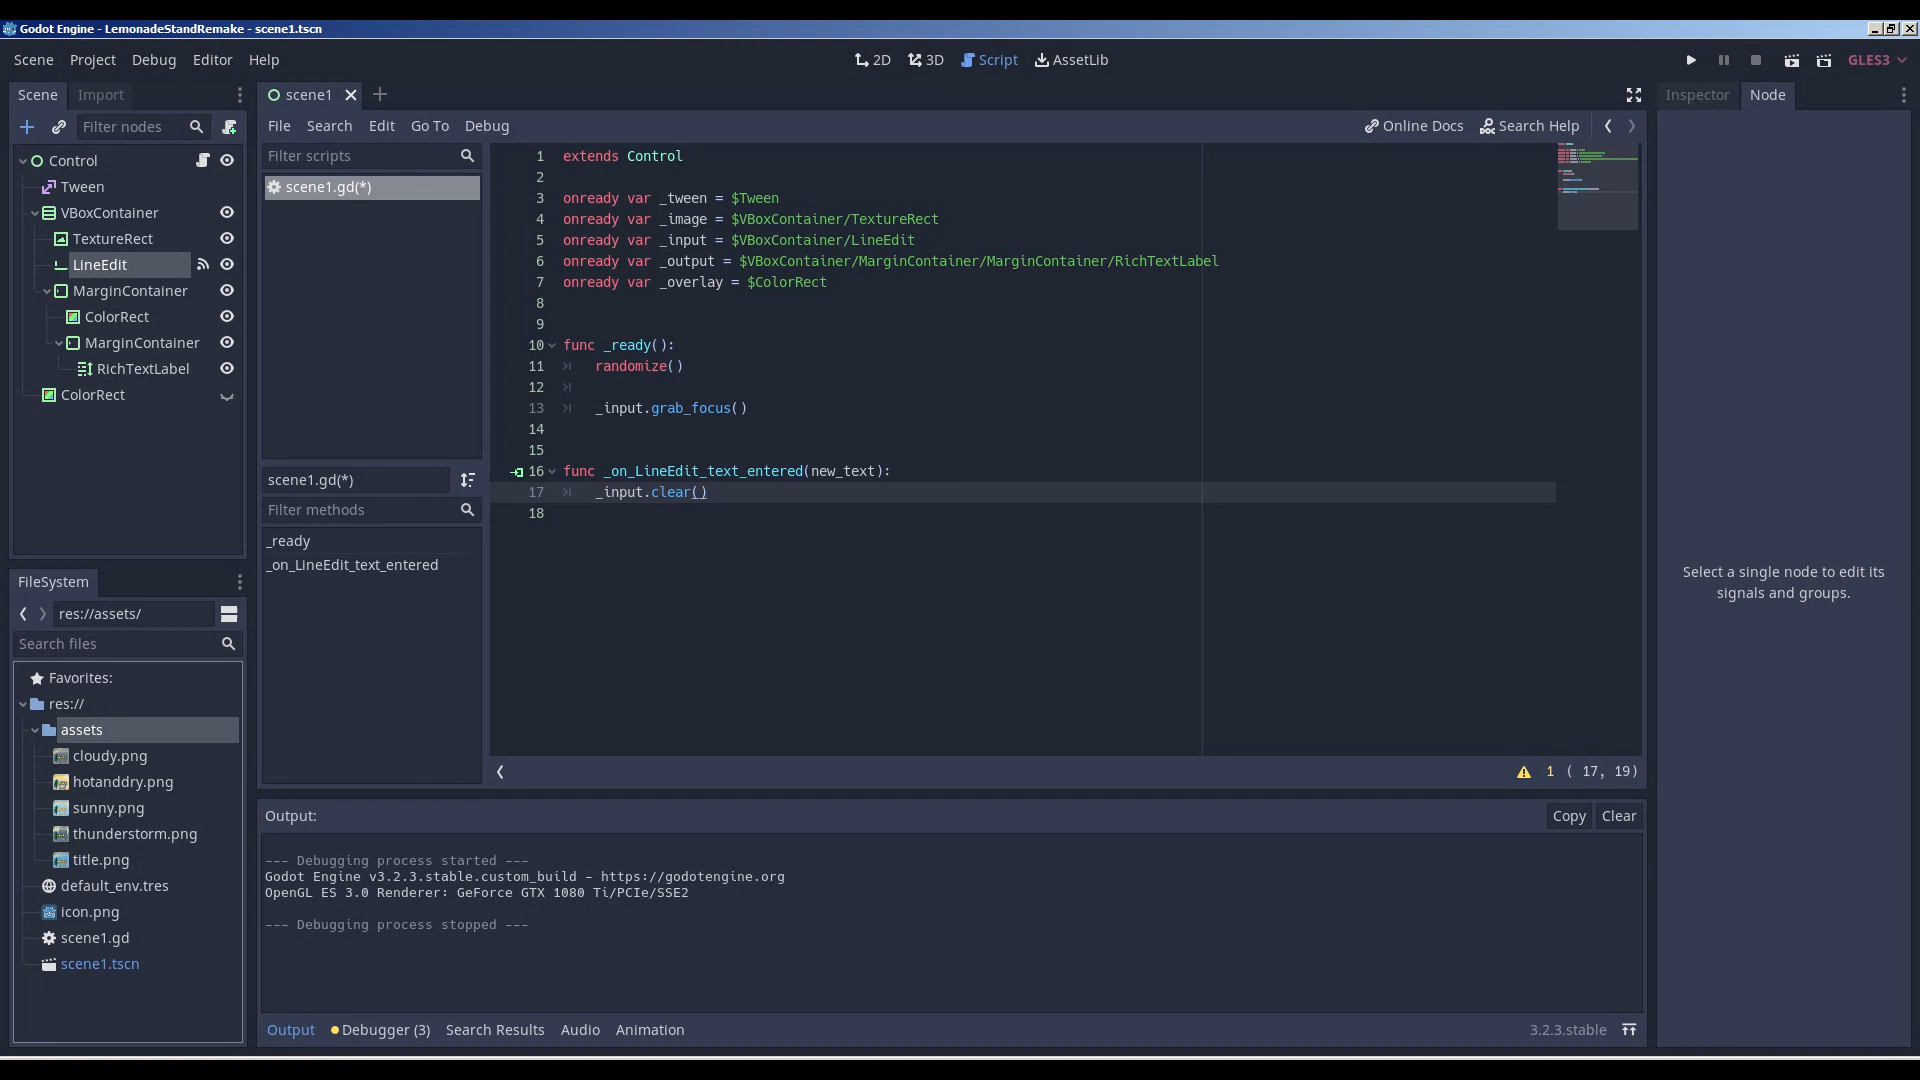 Godot Engine - LemonadeStandRemake - scene1.tscn
Scene Project Debug Editor Help
2D 3D Script AssetLib
GLES3
Scene Import
Filter nodes
Control
Tween
VBoxContainer
TextureRect
LineEdit
MarginContainer
ColorRect
MarginContainer
RichTextLabel
ColorRect
FileSystem
res://assets/
Search files
Favorites:
res://
assets
cloudy.png
hotanddry.png
sunny.png
thunderstorm.png
title.png
default_env.tres
icon.png
scene1.gd
scene1.tscn
scene1
File Search Edit Go To Debug
Online Docs Search Help
Filter scripts
scene1.gd(*)
scene1.gd(*)
Filter methods
_ready
_on_LineEdit_text_entered
1 extends Control
2
3 onready var _tween = $Tween
4 onready var _image = $VBoxContainer/TextureRect
5 onready var _input = $VBoxContainer/LineEdit
6 onready var _output = $VBoxContainer/MarginContainer/MarginContainer/RichTextLabel
7 onready var _overlay = $ColorRect
8
9
10 func _ready():
11 randomize()
12
13 _input.grab_focus()
14
15
16 func _on_LineEdit_text_entered(new_text):
17 _input.clear()
18
1 ( 17, 19)
Output:
Copy Clear
--- Debugging process started ---
Godot Engine v3.2.3.stable.custom_build - https://godotengine.org
OpenGL ES 3.0 Renderer: GeForce GTX 1080 Ti/PCIe/SSE2
--- Debugging process stopped ---
Output Debugger (3) Search Results Audio Animation
3.2.3.stable
Inspector Node
Select a single node to edit its
signals and groups.